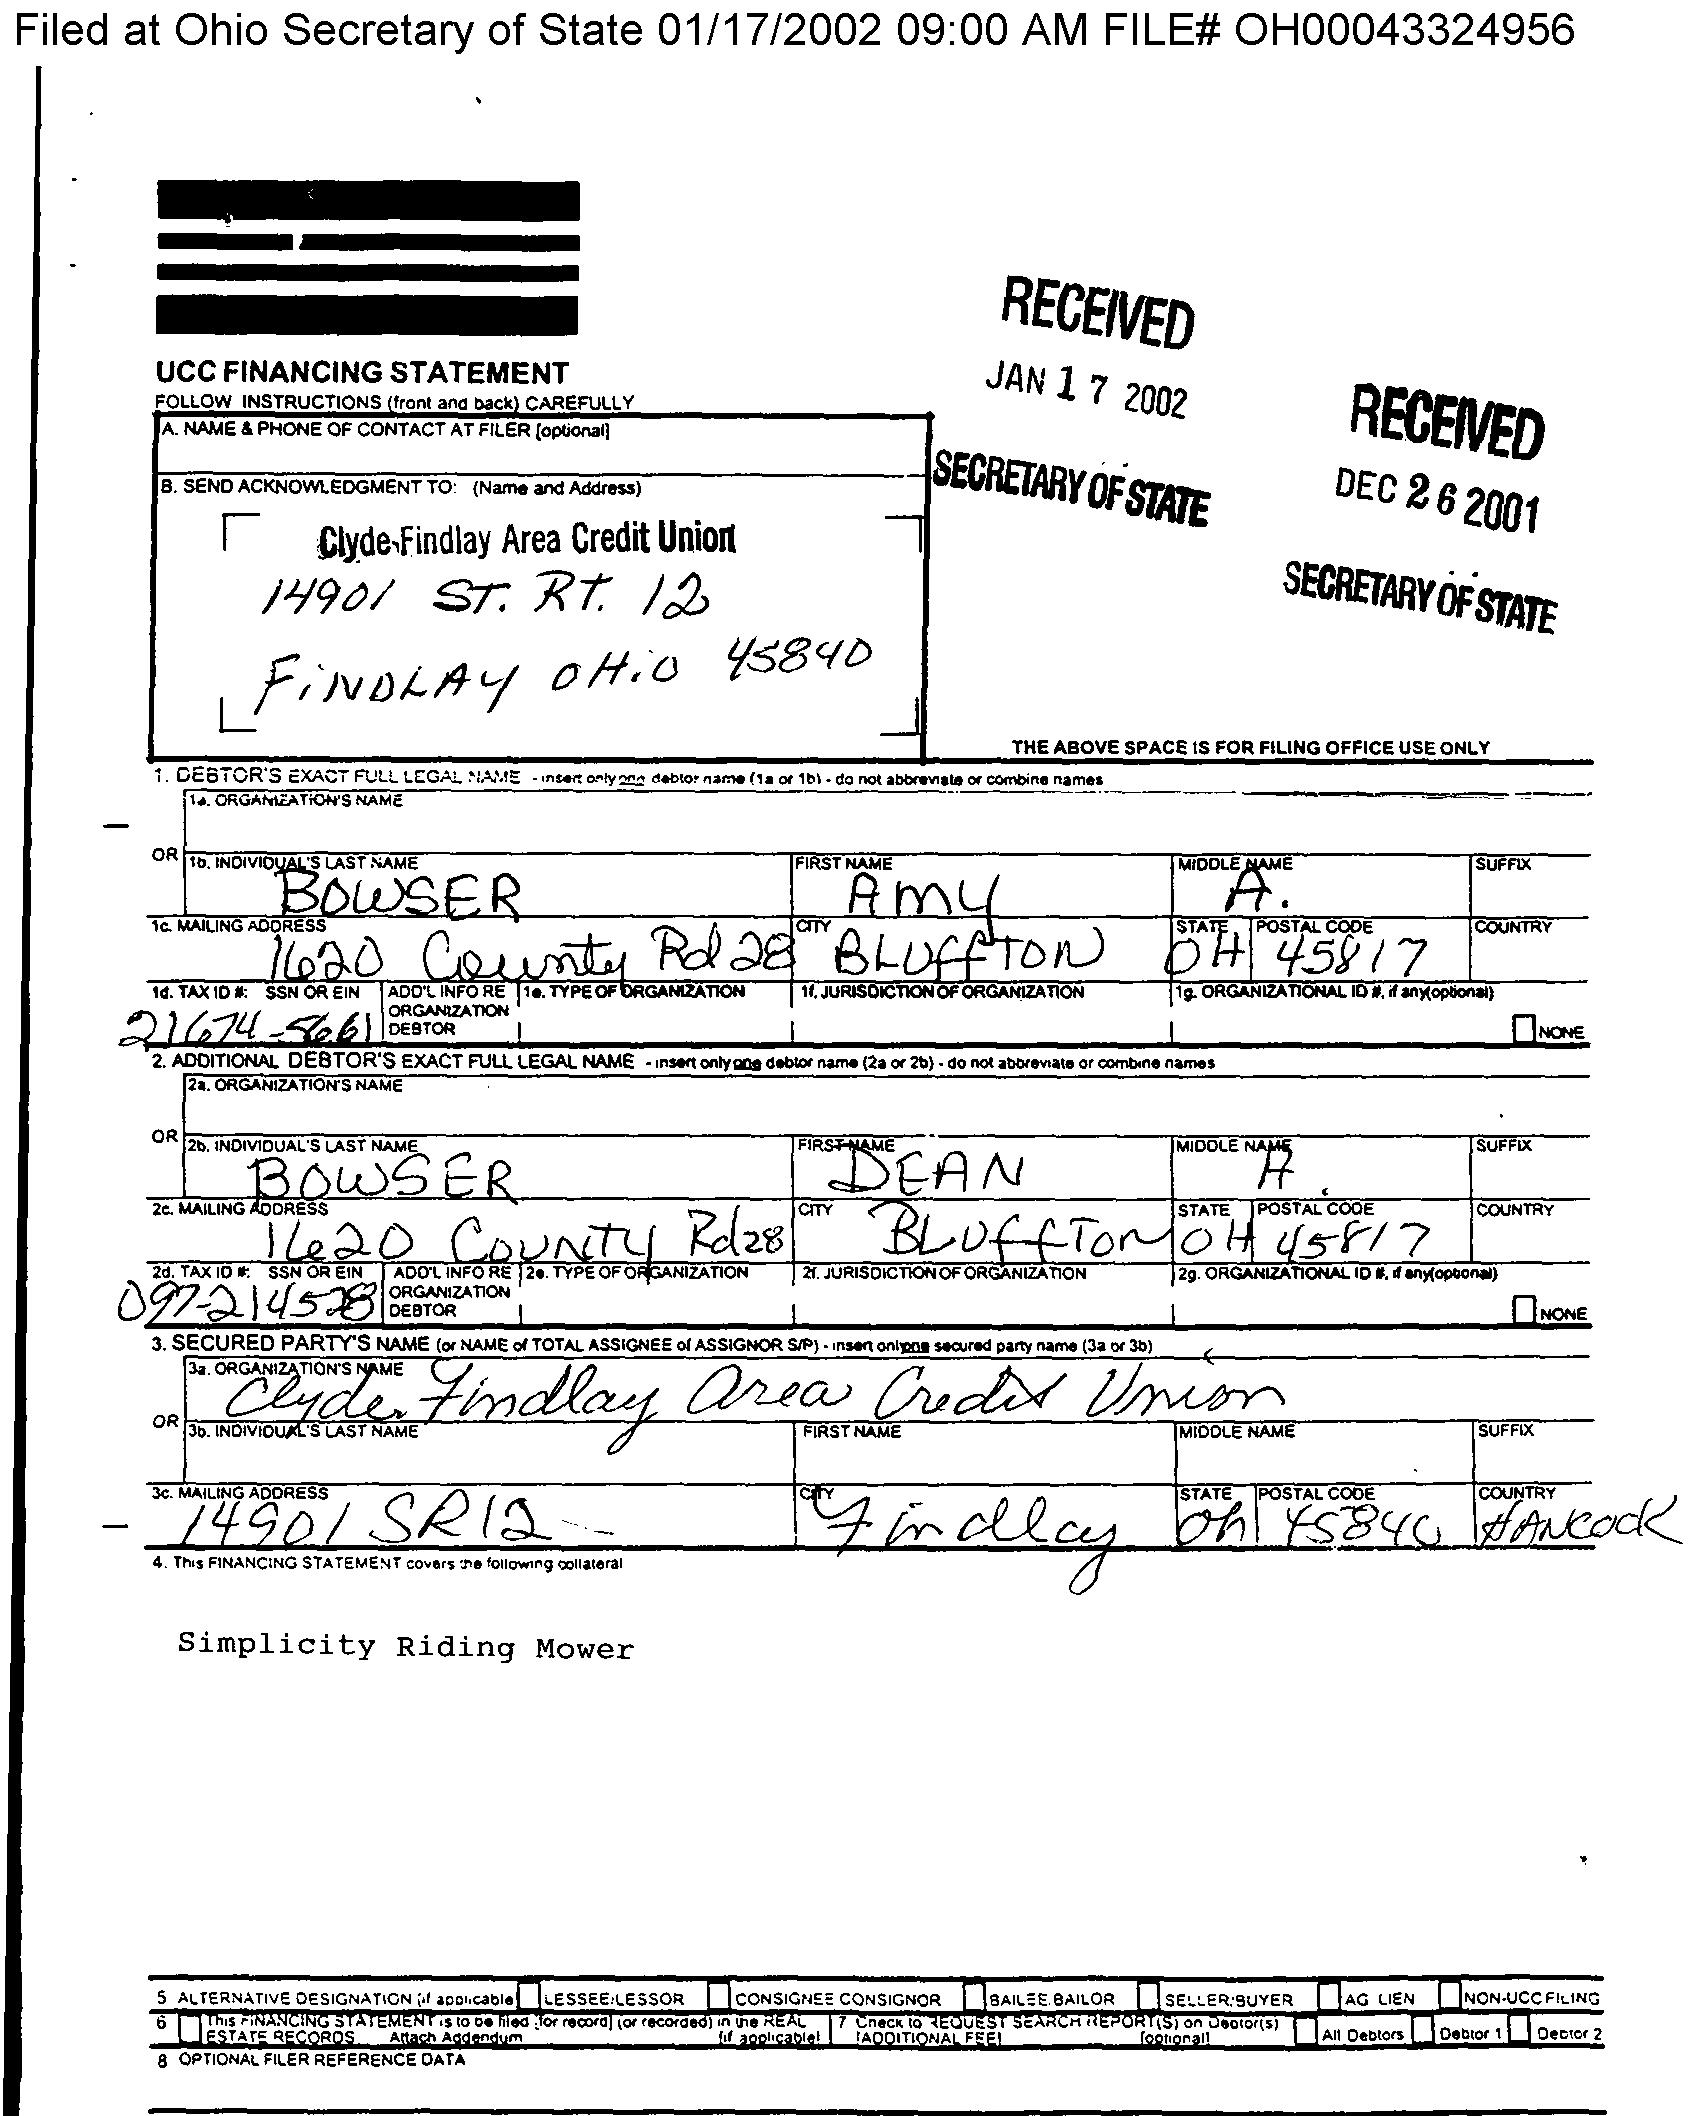 Filed at Ohio Secretary of State 01/17/2002 09:00 AM FILE# OH00043324956
RECEIVED
JAN 17 2002
SECRETARY OF STATE
RECEIVED
DEC 26 2001
SECRETARY OF STATE
UCC FINANCING STATEMENT
FOLLOW INSTRUCTIONS (front and back) CAREFULLY
A. NAME & PHONE OF CONTACT AT FILER [optional]
B. SEND ACKNOWLEDGMENT TO: (Name and Address)
Clyde-Findlay Area Credit Union
14901 ST. RT. 12
FiNDLAY OHiO 45840
THE ABOVE SPACE IS FOR FILING OFFICE USE ONLY
1. DEBTOR'S EXACT FULL LEGAL NAME - insert only one debtor name (1a or 1b) - do not abbreviate or combine names
1a. ORGANIZATION'S NAME
OR 1b. INDIVIDUAL'S LAST NAME FIRST NAME MIDDLE NAME SUFFIX
BOWSER AMY A.
1c. MAILING ADDRESS CITY STATE POSTAL CODE COUNTRY
1620 County Rd 28 BLUffTON OH 45817
1d. TAX ID #: SSN OR EIN ADD'L INFO RE ORGANIZATION DEBTOR 1e. TYPE OF ORGANIZATION 1f. JURISDICTION OF ORGANIZATION 1g. ORGANIZATIONAL ID #, if any(optional)
21674-5661 NONE
2. ADDITIONAL DEBTOR'S EXACT FULL LEGAL NAME - insert only one debtor name (2a or 2b) - do not abbreviate or combine names
2a. ORGANIZATION'S NAME
OR 2b. INDIVIDUAL'S LAST NAME FIRST NAME MIDDLE NAME SUFFIX
BOWSER DEAN A.
2c. MAILING ADDRESS CITY STATE POSTAL CODE COUNTRY
1620 COUNTY Rd 28 BLUffTON OH 45817
2d. TAX ID #: SSN OR EIN ADD'L INFO RE ORGANIZATION DEBTOR 2e. TYPE OF ORGANIZATION 2f. JURISDICTION OF ORGANIZATION 2g. ORGANIZATIONAL ID #, if any(optional)
097-214528 NONE
3. SECURED PARTY'S NAME (or NAME of TOTAL ASSIGNEE of ASSIGNOR S/P) - insert only one secured party name (3a or 3b)
3a. ORGANIZATION'S NAME
Clyde-Findlay Area Credit Union
OR 3b. INDIVIDUAL'S LAST NAME FIRST NAME MIDDLE NAME SUFFIX
3c. MAILING ADDRESS CITY STATE POSTAL CODE COUNTRY
14901 SR 12 Findlay Oh 45840 HANCOCK
4. This FINANCING STATEMENT covers the following collateral
Simplicity Riding Mower
5 ALTERNATIVE DESIGNATION [if applicable] LESSEE/LESSOR CONSIGNEE CONSIGNOR BAILEE BAILOR SELLER/BUYER AG LIEN NON-UCC FILING
6 This FINANCING STATEMENT is to be filed [for record] (or recorded) in the REAL ESTATE RECORDS Attach Addendum [if applicable] 7 Check to REQUEST SEARCH REPORT(S) on Debtor(s) [ADDITIONAL FEE] [optional] All Debtors Debtor 1 Debtor 2
8 OPTIONAL FILER REFERENCE DATA